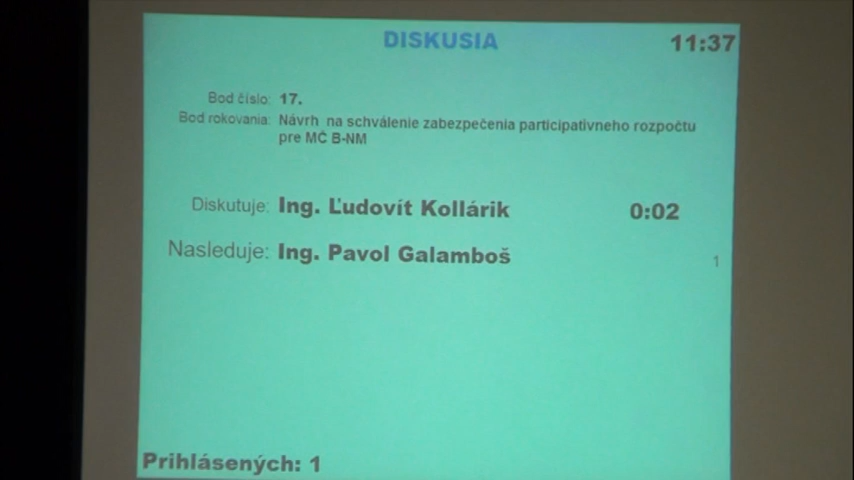 DISKUSIA 11:37
Bod číslo: 17.
Bod rokovania: Návrh na schválenie zabezpečenia participatívneho rozpočtu
pre MČ B-NM
Diskutuje: Ing. Ľudovít Kollárik 0:02
Nasleduje: Ing. Pavol Galamboš 1
Prihlásených: 1